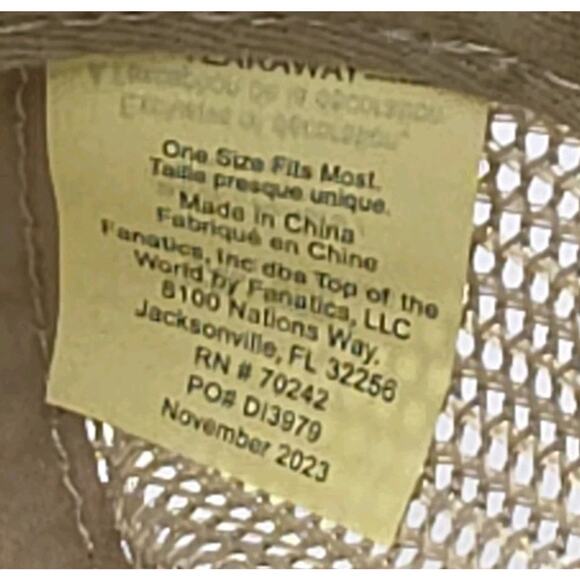 TEARAWAY
One Size Fits Most.
Taille presque unique.
Made in China
Fabriqué en Chine
Fanatics, Inc dba Top of the
World by Fanatics, LLC
8100 Nations Way.
Jacksonville, FL 32256
RN # 70242
PO# DI3979
November 2023